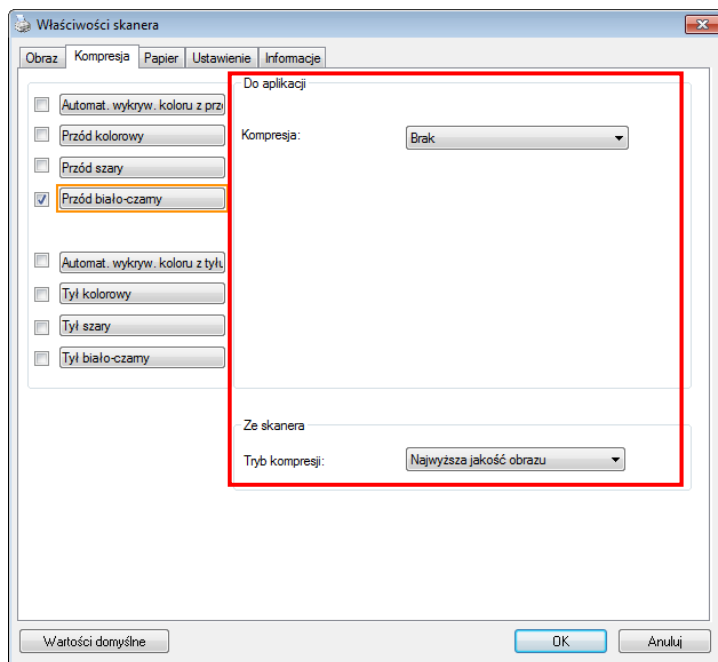 Właściwości skanera
Obraz Kompresja Papier Ustawienie Informacje
Automat. wykryw. koloru z prz
Przód kolorowy
Przód szary
Przód biało-czarny
Automat. wykryw. koloru z tyłu
Tył kolorowy
Tył szary
Tył biało-czarny
Do aplikacji
Kompresja: Brak
Ze skanera
Tryb kompresji: Najwyższa jakość obrazu
Wartości domyślne OK Anuluj